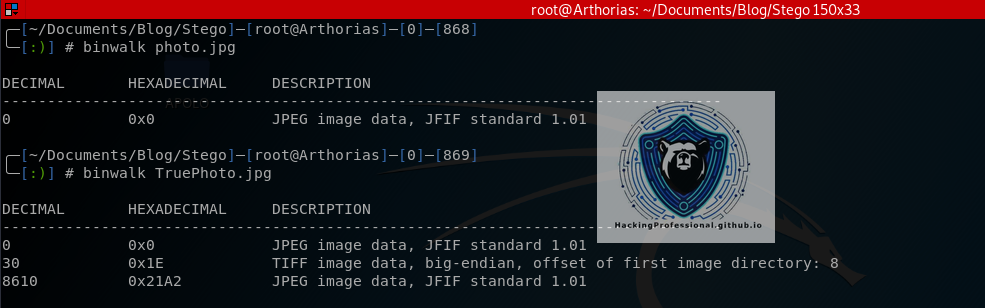 root@Arthorias: ~/Documents/Blog/Stego 150x33
╭─[~/Documents/Blog/Stego]─[root@Arthorias]─[0]─[868]
╰─[:)] # binwalk photo.jpg
DECIMAL       HEXADECIMAL     DESCRIPTION
--------------------------------------------------------------------------------
0             0x0             JPEG image data, JFIF standard 1.01
╭─[~/Documents/Blog/Stego]─[root@Arthorias]─[0]─[869]
╰─[:)] # binwalk TruePhoto.jpg
HackingProfessional.github.io
DECIMAL       HEXADECIMAL     DESCRIPTION
--------------------------------------------------------------------------------
0             0x0             JPEG image data, JFIF standard 1.01
30            0x1E            TIFF image data, big-endian, offset of first image directory: 8
8610          0x21A2          JPEG image data, JFIF standard 1.01